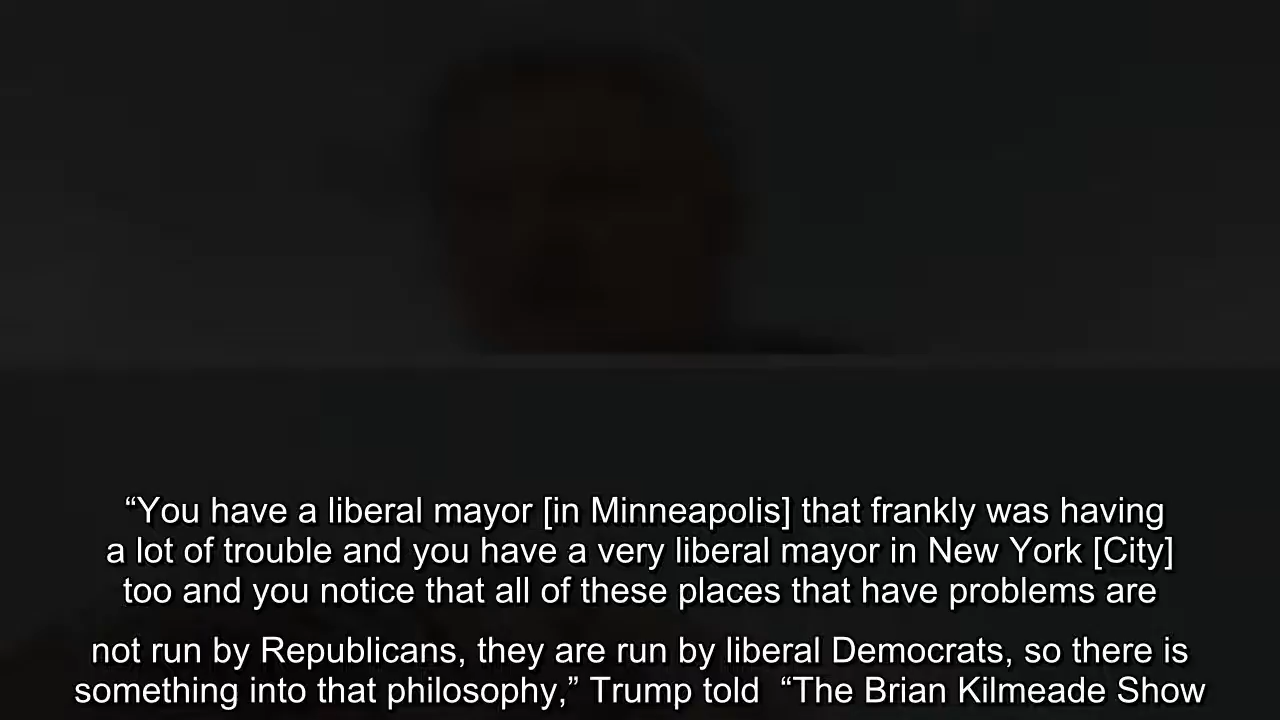 “You have a liberal mayor [in Minneapolis] that frankly was having
a lot of trouble and you have a very liberal mayor in New York [City]
too and you notice that all of these places that have problems are
not run by Republicans, they are run by liberal Democrats, so there is
something into that philosophy,” Trump told  “The Brian Kilmeade Show